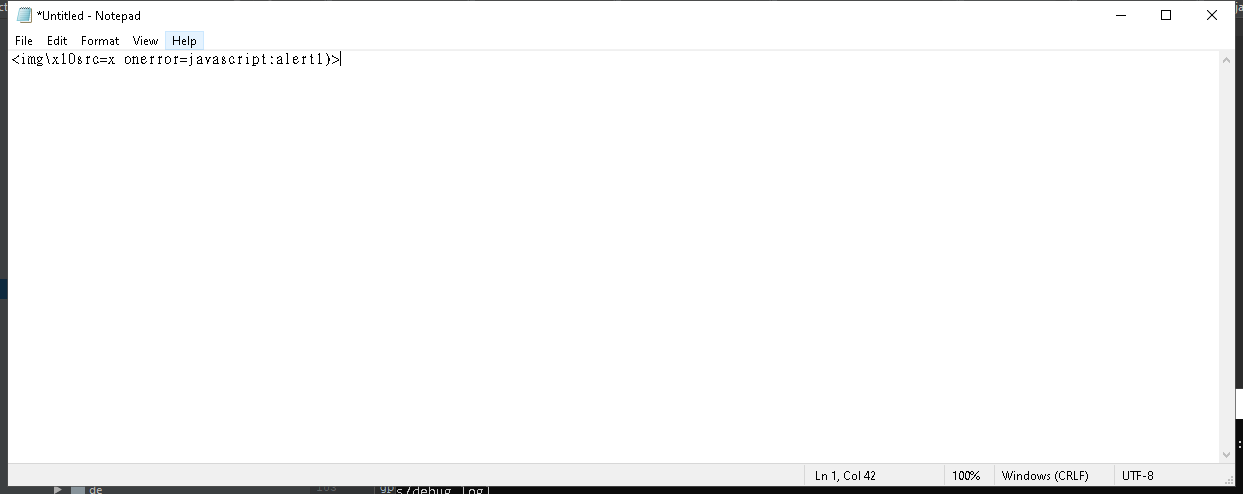 *Untitled - Notepad
File Edit Format View Help
<img\x10src=x onerror=javascript:alert1)>
Ln 1, Col 42 100% Windows (CRLF) UTF-8
de